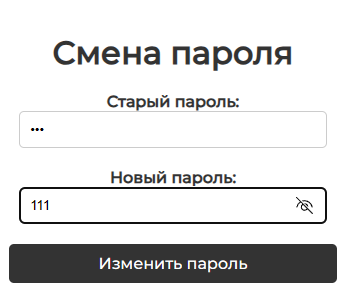 Смена пароля
Старый пароль:
•••
Новый пароль:
111
Изменить пароль